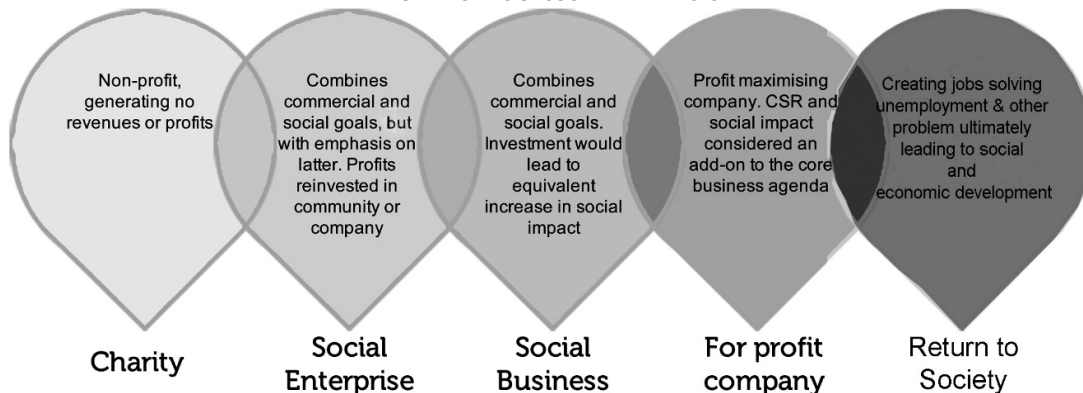 Non-profit,
generating no
revenues or profits
Combines
commercial and
social goals, but
with emphasis on
latter. Profits
reinvested in
community or
company
Combines
commercial and
social goals.
Investment would
lead to
equivalent
increase in social
impact
Profit maximising
company. CSR and
social impact
considered an
add-on to the core
business agenda
Creating jobs solving
unemployment & other
problem ultimately
leading to social
and
economic development
Charity
Social
Enterprise
Social
Business
For profit
company
Return to
Society